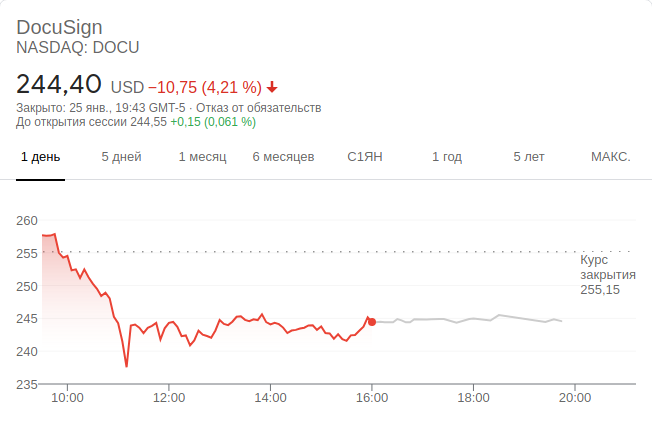 DocuSign
NASDAQ: DOCU
244,40 USD −10,75 (4,21 %)
Закрыто: 25 янв., 19:43 GMT-5 · Отказ от обязательств
До открытия сессии 244,55 +0,15 (0,061 %)
1 день 5 дней 1 месяц 6 месяцев С1ЯН 1 год 5 лет МАКС.
260
255
Курс
закрытия
255,15
250
245
240
235
10:00 12:00 14:00 16:00 18:00 20:00